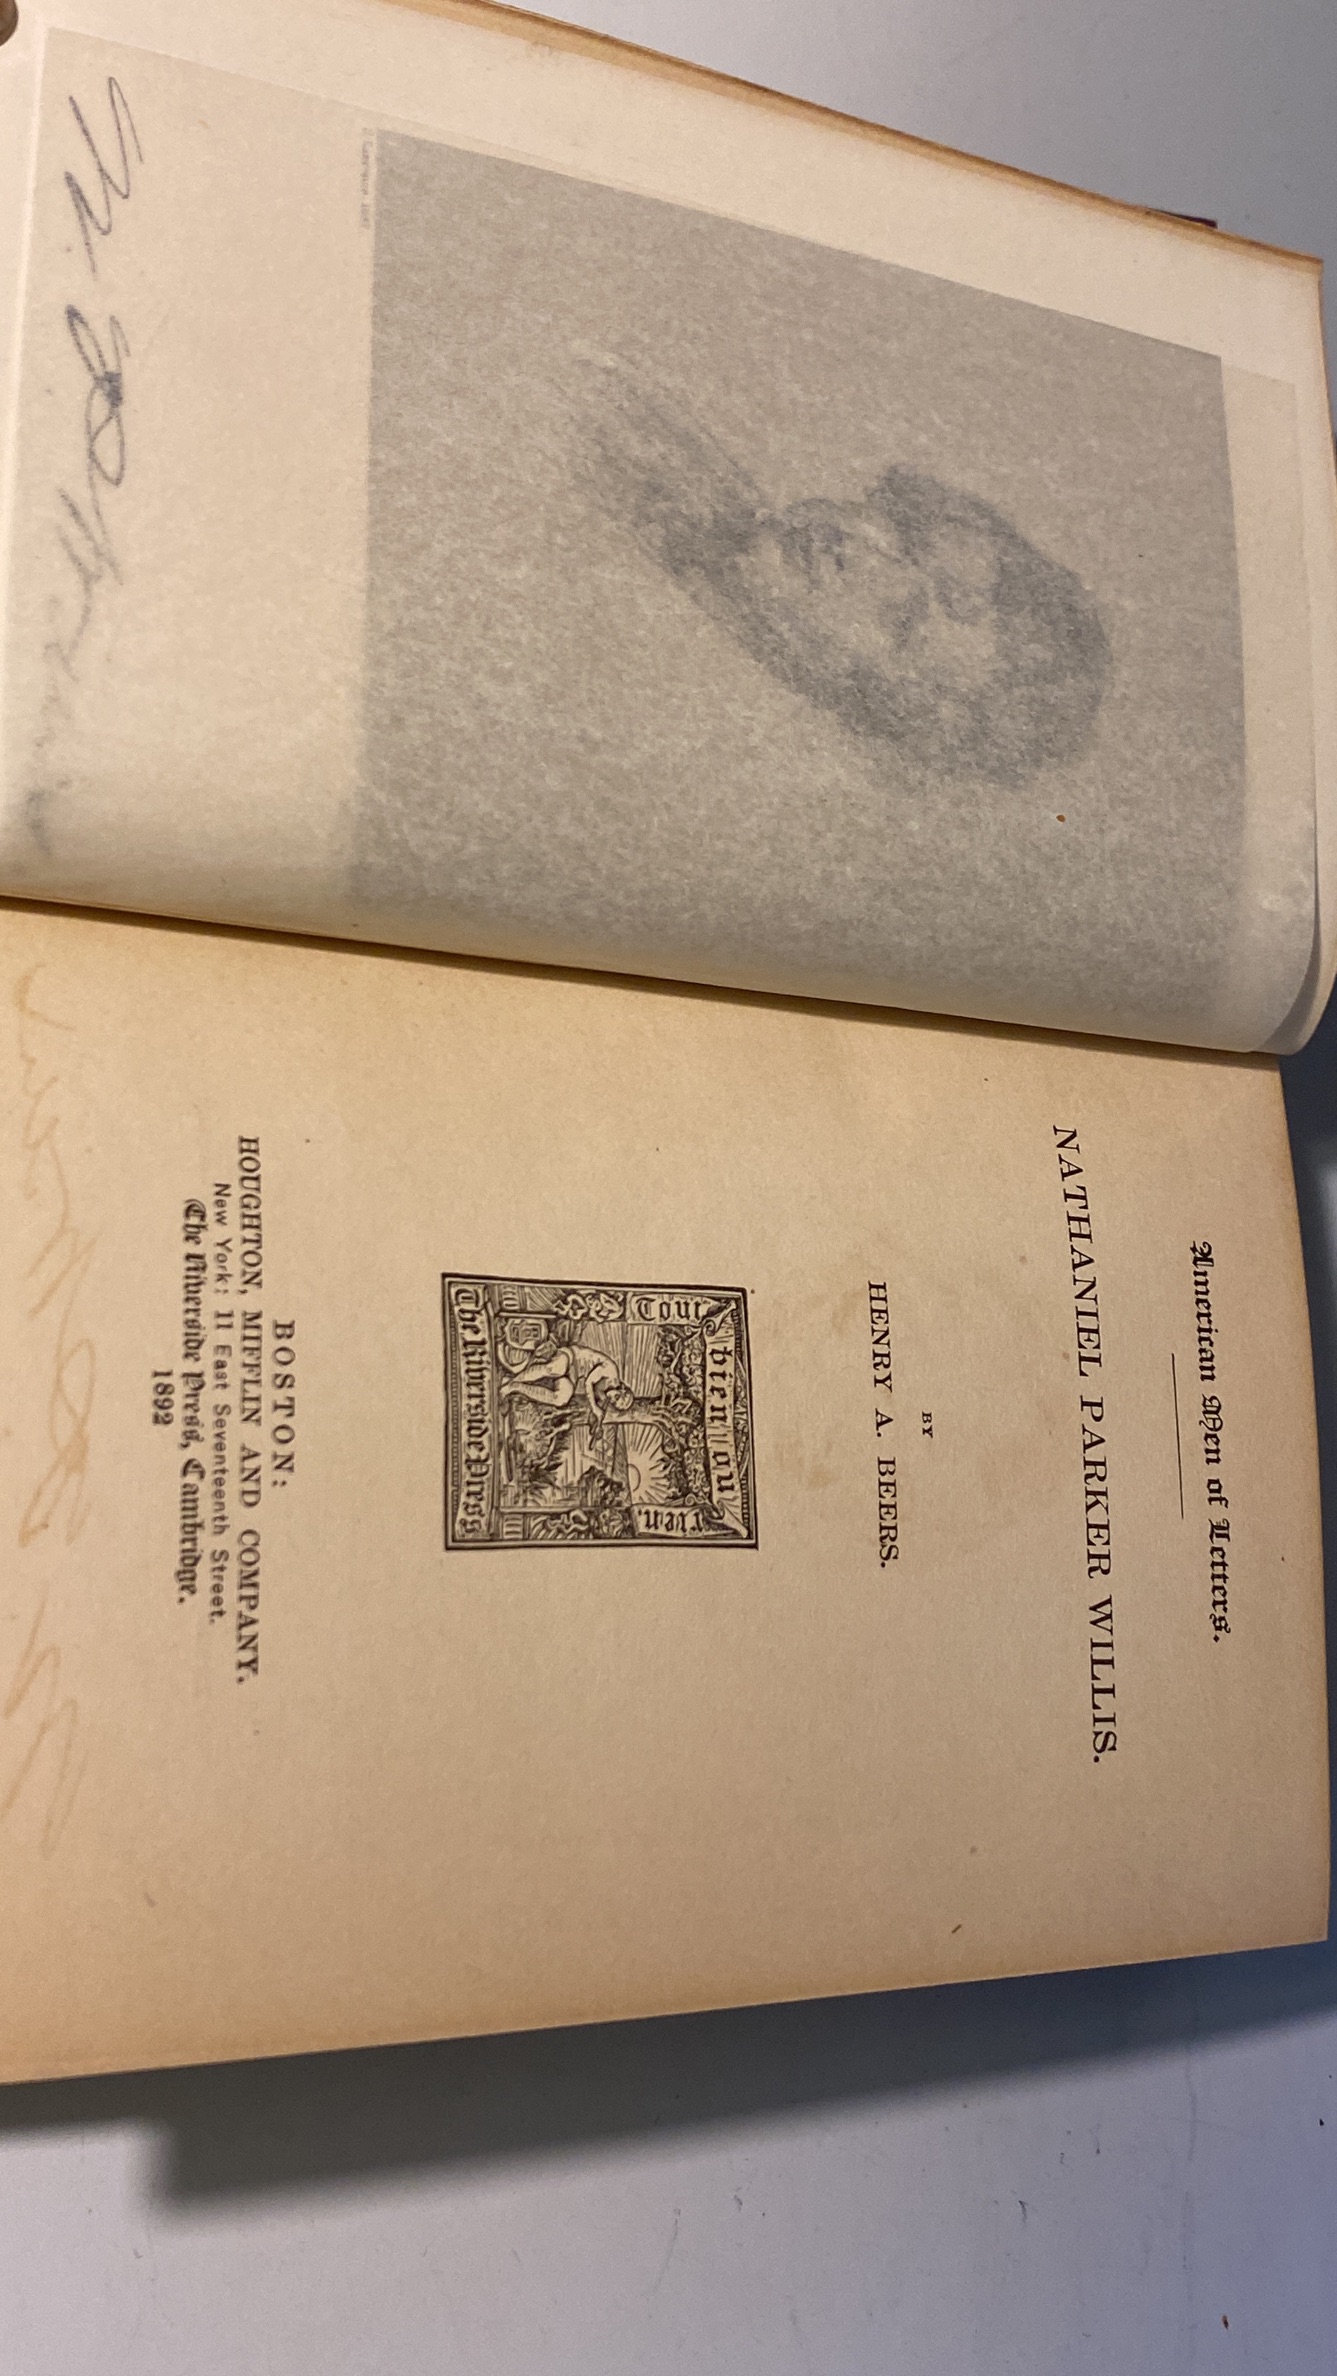 American Men of Letters.
NATHANIEL PARKER WILLIS.
BY
HENRY A. BEERS.
Tout bien ou rien.
The Riverside Press
BOSTON:
HOUGHTON, MIFFLIN AND COMPANY.
New York: 11 East Seventeenth Street.
The Riverside Press, Cambridge.
1892